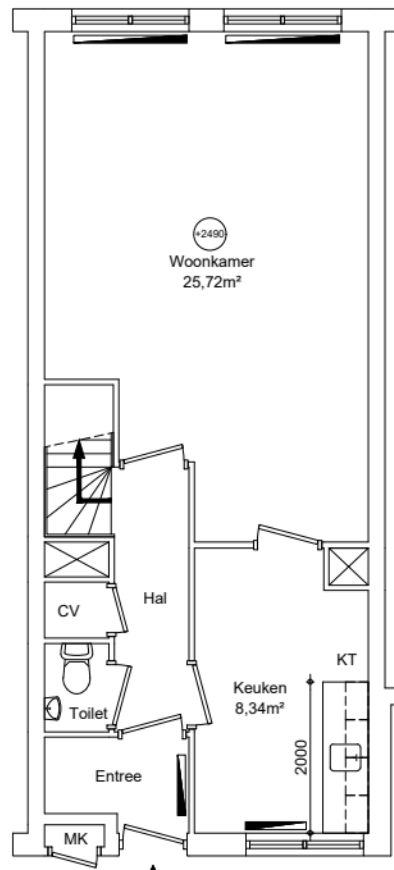 +2490
Woonkamer
25,72m²
CV
Hal
Toilet
Keuken
8,34m²
KT
2000
Entree
MK